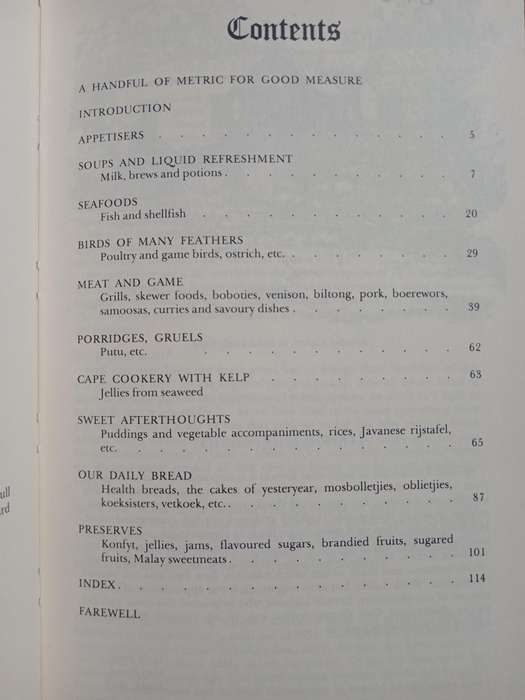 Contents
A HANDFUL OF METRIC FOR GOOD MEASURE
INTRODUCTION
APPETISERS . . . . . . . . . . . 5
SOUPS AND LIQUID REFRESHMENT
Milk, brews and potions . . . . . . . . . 7
SEAFOODS
Fish and shellfish . . . . . . . . . . 20
BIRDS OF MANY FEATHERS
Poultry and game birds, ostrich, etc. . . . . . . . 29
MEAT AND GAME
Grills, skewer foods, boboties, venison, biltong, pork, boerewors,
samoosas, curries and savoury dishes . . . . . . . 39
PORRIDGES, GRUELS
Putu, etc. . . . . . . . . . . 62
CAPE COOKERY WITH KELP . . . . . . . . 63
Jellies from seaweed
SWEET AFTERTHOUGHTS
Puddings and vegetable accompaniments, rices, Javanese rijstafel,
etc. . . . . . . . . . . . . 65
OUR DAILY BREAD
Health breads, the cakes of yesteryear, mosbolletjies, oblietjies,
koeksisters, vetkoek, etc. . . . . . . . . 87
PRESERVES
Konfyt, jellies, jams, flavoured sugars, brandied fruits, sugared
fruits, Malay sweetmeats . . . . . . . . . 101
INDEX . . . . . . . . . . . . . 114
FAREWELL
ull
rd